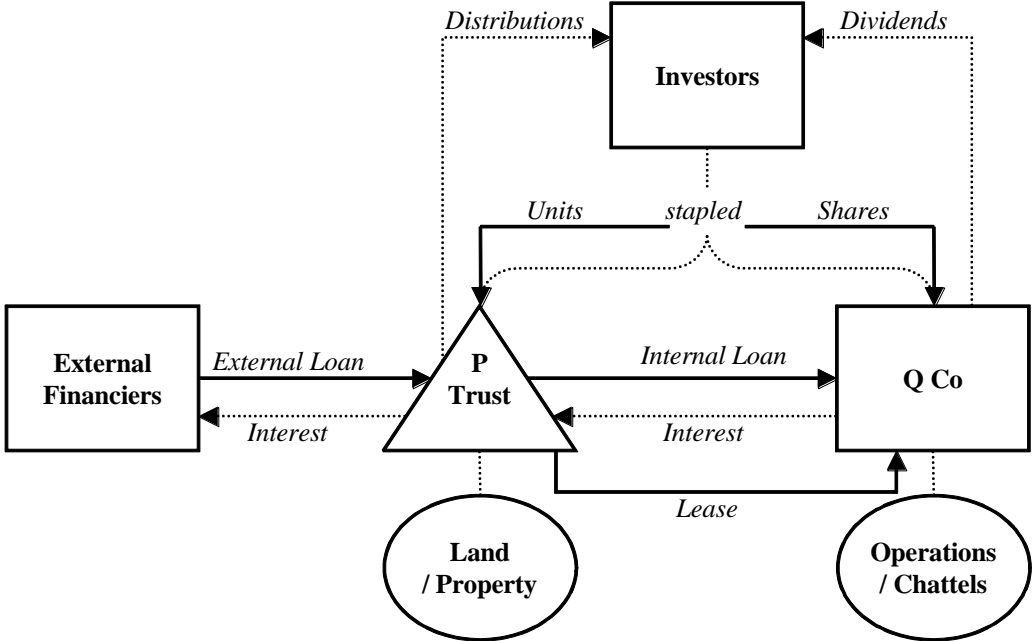 Distributions
Dividends
Investors
Units
stapled
Shares
External
Financiers
External Loan
Interest
P
Trust
Internal Loan
Interest
Q Co
Lease
Land
/ Property
Operations
/ Chattels